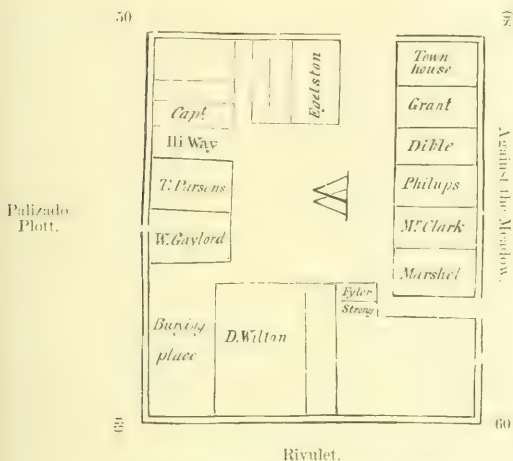 50
Town
house
Egelston
Grant
Capt
Hi Way
Dible
T. Parsons
Philups
Palizado
Plott.
Against the Meadow.
W. Gaylord
Mr Clark
Marshel
Fyler
Strong
Burying
place
D. Wilton
60
Rivulet.